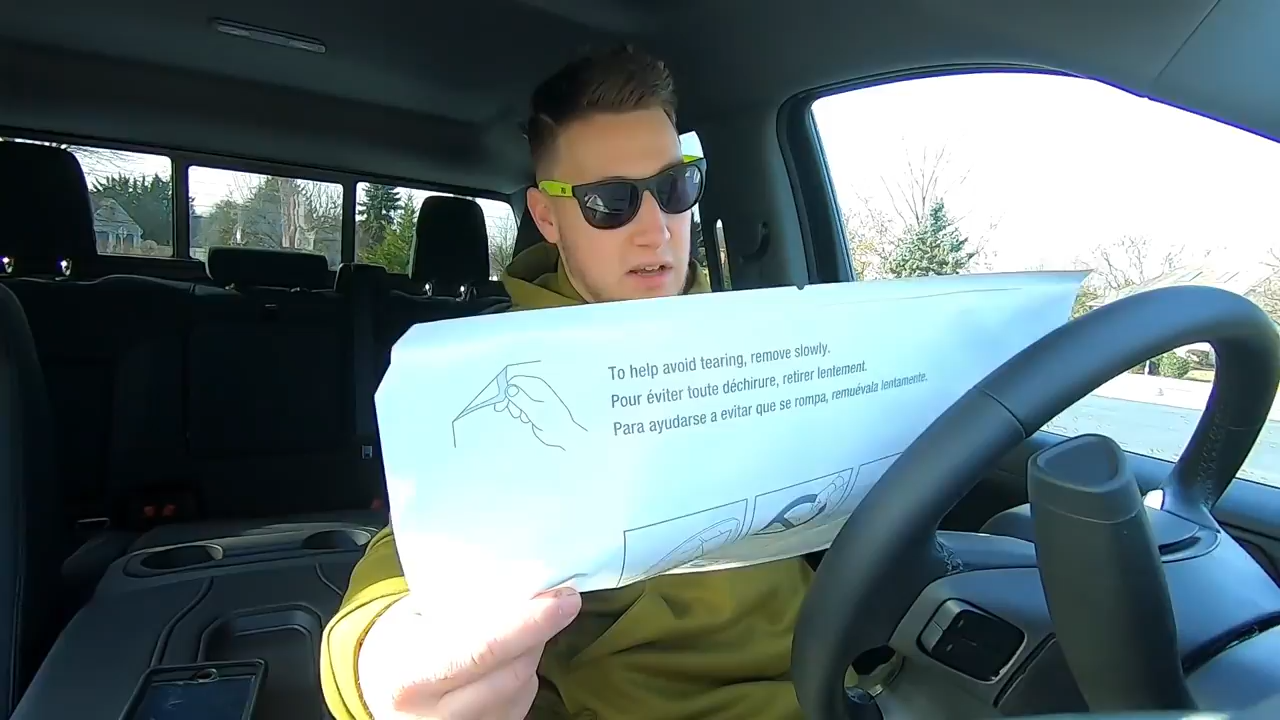 To help avoid tearing, remove slowly.
Pour éviter toute déchirure, retirer lentement.
Para ayudarse a evitar que se rompa, remuévala lentamente.